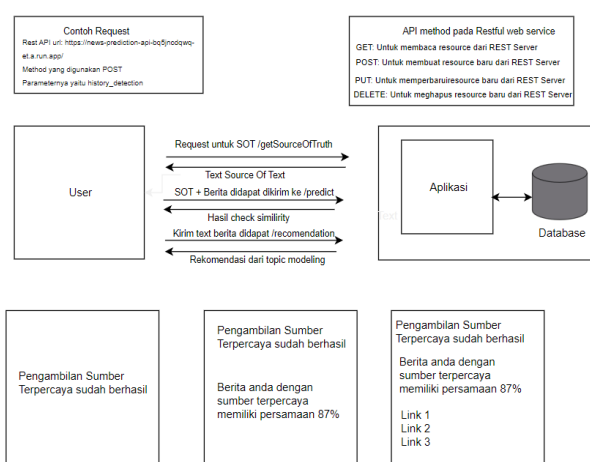 Contoh Request
Rest API url: https://news-prediction-api-bq5jncdqwq-
et.a.run.app/
Method yang digunakan POST
Parameternya yaitu history_detection
API method pada Restful web service
GET: Untuk membaca resource dari REST Server
POST: Untuk membuat resource baru dari REST Server
PUT: Untuk memperbaruiresource baru dari REST Server
DELETE: Untuk meghapus resource baru dari REST Server
User
Request untuk SOT /getSourceOfTruth
Text Source Of Text
SOT + Berita didapat dikirim ke /predict
Hasil check similirity
Kirim text berita didapat /recomendation
Rekomendasi dari topic modeling
Text
Aplikasi
Database
Pengambilan Sumber
Terpercaya sudah berhasil
Pengambilan Sumber
Terpercaya sudah berhasil
Berita anda dengan
sumber terpercaya
memiliki persamaan 87%
Pengambilan Sumber
Terpercaya sudah berhasil
Berita anda dengan
sumber terpercaya
memiliki persamaan 87%
Link 1
Link 2
Link 3